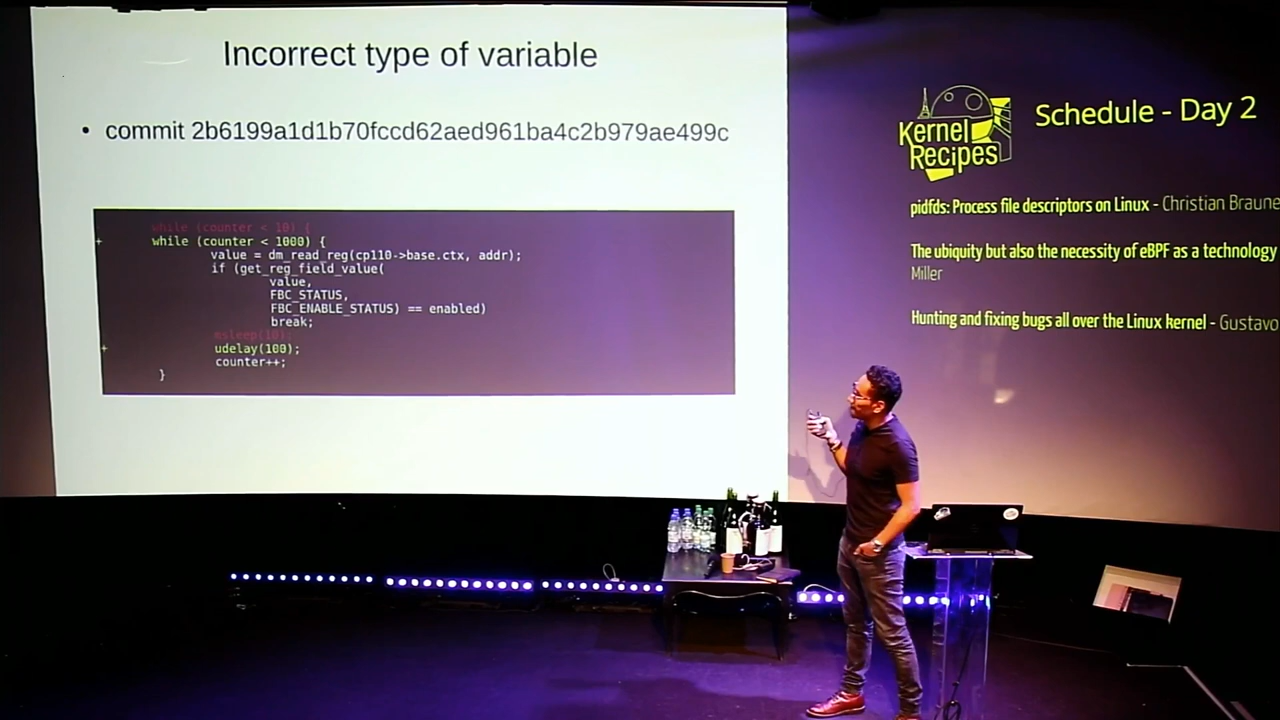 Incorrect type of variable
• commit 2b6199a1d1b70fccd62aed961ba4c2b979ae499c
while (counter < 10) {
+ while (counter < 1000) {
value = dm_read_reg(cp110->base.ctx, addr);
if (get_reg_field_value(
value,
FBC_STATUS,
FBC_ENABLE_STATUS) == enabled)
break;
msleep(10);
+ udelay(100);
counter++;
}
Kernel
Recipes
Schedule - Day 2
pidfds: Process file descriptors on Linux - Christian Braune
The ubiquity but also the necessity of eBPF as a technology
Miller
Hunting and fixing bugs all over the Linux kernel - Gustavo